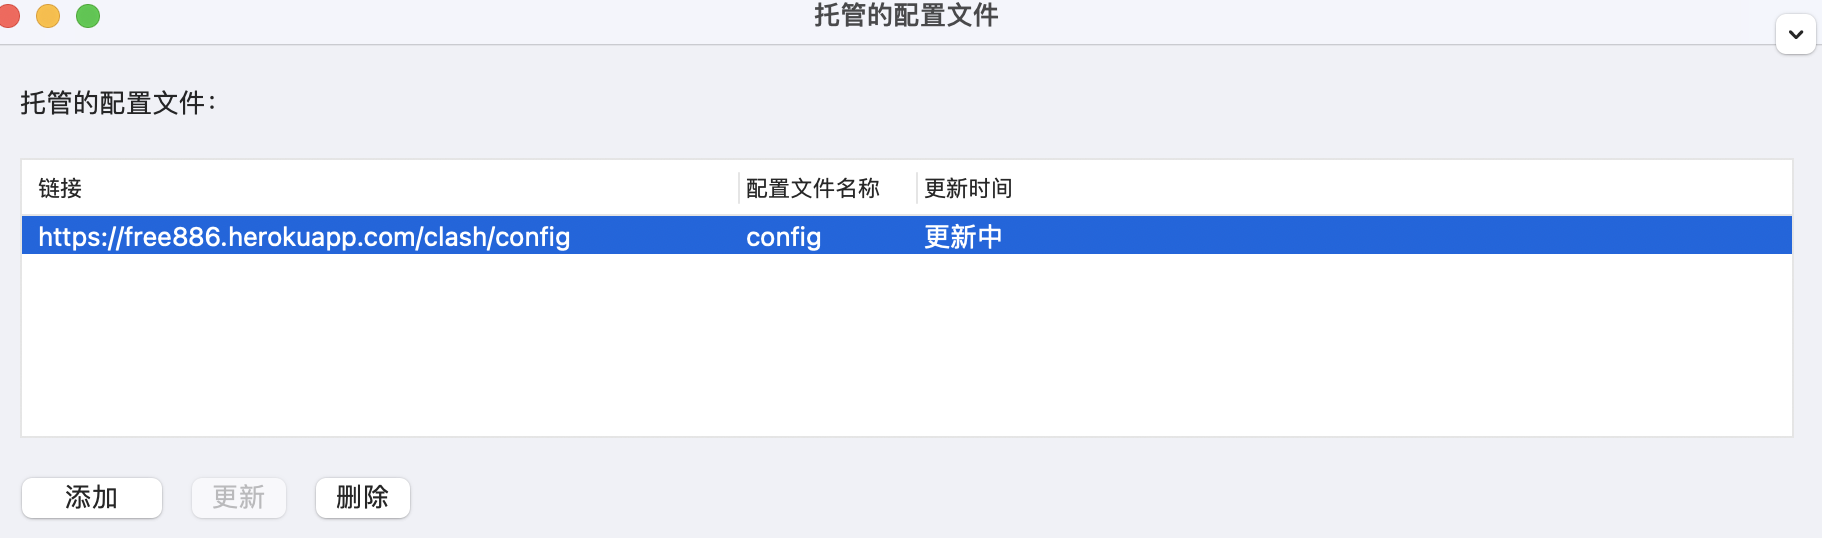 托管的配置文件
托管的配置文件：
链接 配置文件名称 更新时间
https://free886.herokuapp.com/clash/config config 更新中
添加 更新 删除